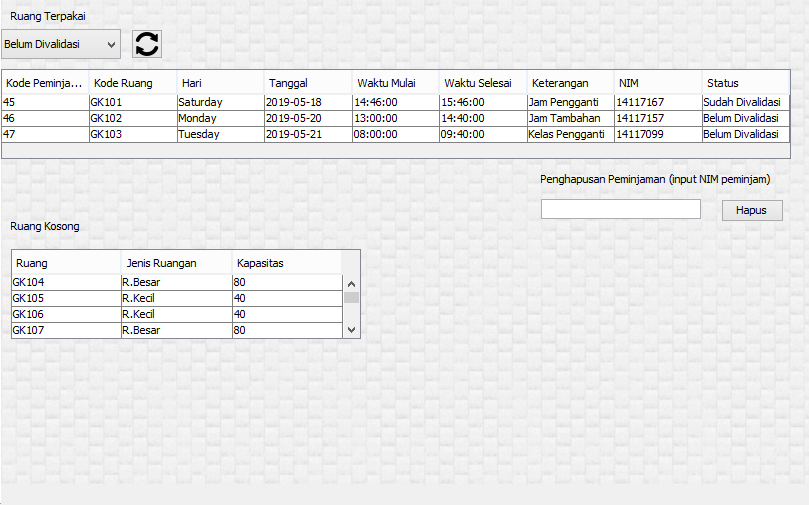 Ruang Terpakai
Belum Divalidasi
Kode Peminja... Kode Ruang Hari Tanggal Waktu Mulai Waktu Selesai Keterangan NIM Status
45 GK101 Saturday 2019-05-18 14:46:00 15:46:00 Jam Pengganti 14117167 Sudah Divalidasi
46 GK102 Monday 2019-05-20 13:00:00 14:40:00 Jam Tambahan 14117157 Belum Divalidasi
47 GK103 Tuesday 2019-05-21 08:00:00 09:40:00 Kelas Pengganti 14117099 Belum Divalidasi
Penghapusan Peminjaman (input NIM peminjam)
Hapus
Ruang Kosong
Ruang Jenis Ruangan Kapasitas
GK104 R.Besar 80
GK105 R.Kecil 40
GK106 R.Kecil 40
GK107 R.Besar 80